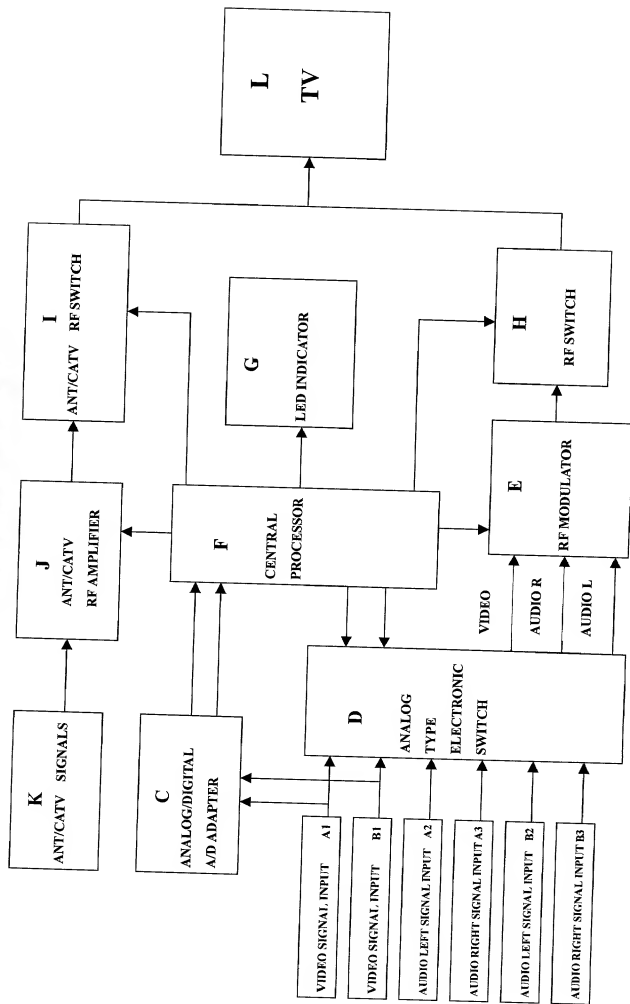 K
ANT/CATV SIGNALS
J
ANT/CATV
RF AMPLIFIER
I
ANT/CATV RF SWITCH
L
TV
C
ANALOG/DIGITAL
A/D ADAPTER
F
CENTRAL
PROCESSOR
G
LED INDICATOR
D
ANALOG
TYPE
ELECTRONIC
SWITCH
VIDEO
AUDIO R
AUDIO L
E
RF MODULATOR
H
RF SWITCH
VIDEO SIGNAL INPUT A1
VIDEO SIGNAL INPUT B1
AUDIO LEFT SIGNAL INPUT A2
AUDIO RIGHT SIGNAL INPUT A3
AUDIO LEFT SIGNAL INPUT B2
AUDIO RIGHT SIGNAL INPUT B3